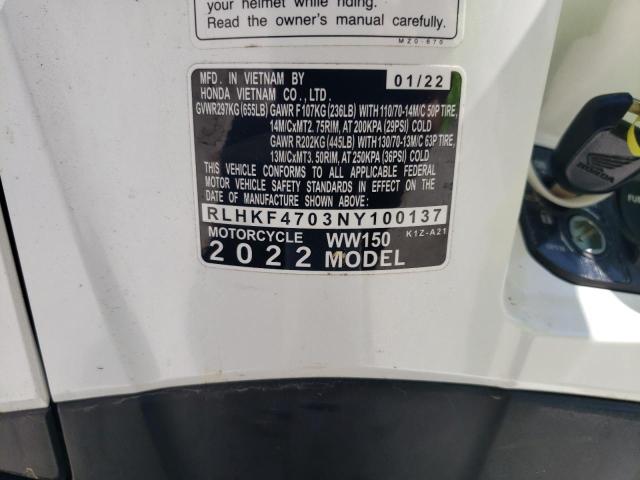 your helmet while riding.
Read the owner's manual carefully.
MZ0-670
MFD. IN VIETNAM BY 01/22
HONDA VIETNAM CO., LTD.
GVWR297KG (655LB) GAWR F107KG (236LB) WITH 110/70-14M/C 50P TIRE,
14M/CxMT2.75RIM, AT 200KPA (29PSI) COLD
GAWR R202KG (445LB) WITH 130/70-13M/C 63P TIRE,
13M/CxMT3.50RIM, AT 250KPA (36PSI) COLD
THIS VEHICLE CONFORMS TO ALL APPLICABLE FEDERAL
MOTOR VEHICLE SAFETY STANDARDS IN EFFECT ON THE
DATE OF MANUFACTURE SHOWN ABOVE.
RLHKF4703NY100137
MOTORCYCLE WW150 K1Z-A21
2022 MODEL
HONDA